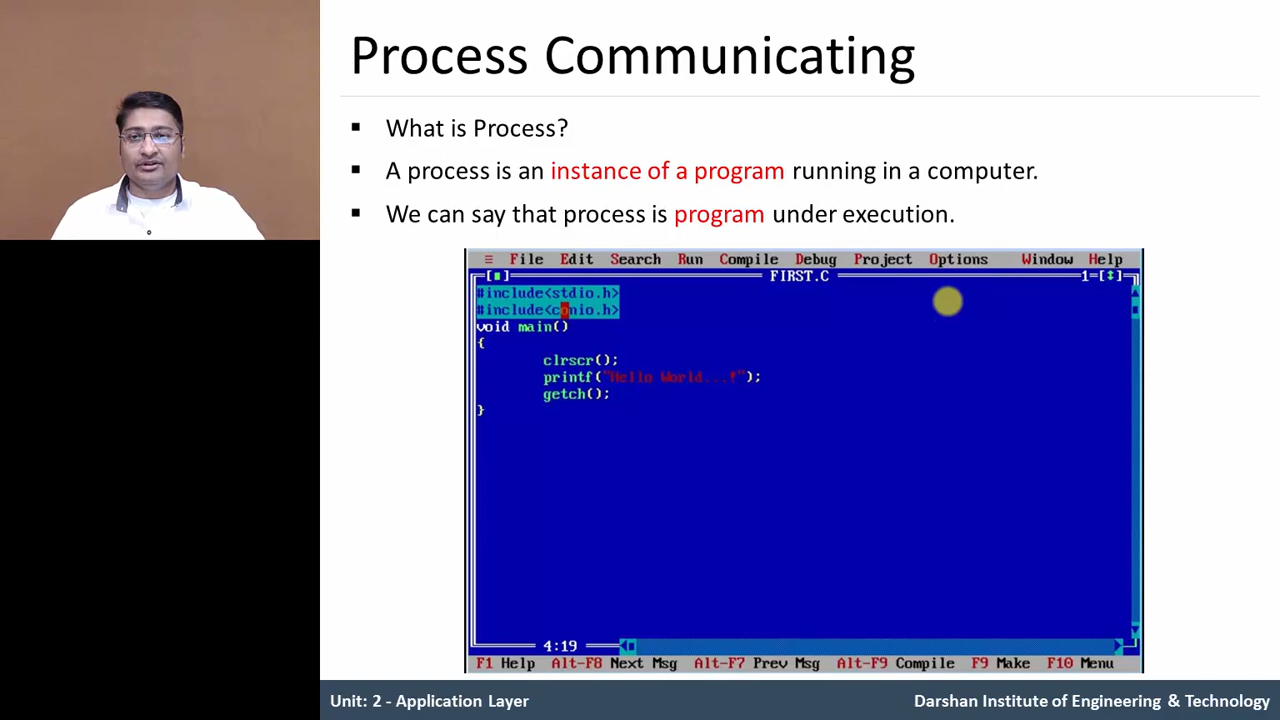 Process Communicating
▪ What is Process?
▪ A process is an instance of a program running in a computer.
▪ We can say that process is program under execution.
≡ File Edit Search Run Compile Debug Project Options Window Help
[■] FIRST.C 1=[↕]
#include<stdio.h>
#include<conio.h>
void main()
{
clrscr();
printf("Hello World...!");
getch();
}
4:19
F1 Help Alt-F8 Next Msg Alt-F7 Prev Msg Alt-F9 Compile F9 Make F10 Menu
Unit: 2 - Application Layer Darshan Institute of Engineering & Technology